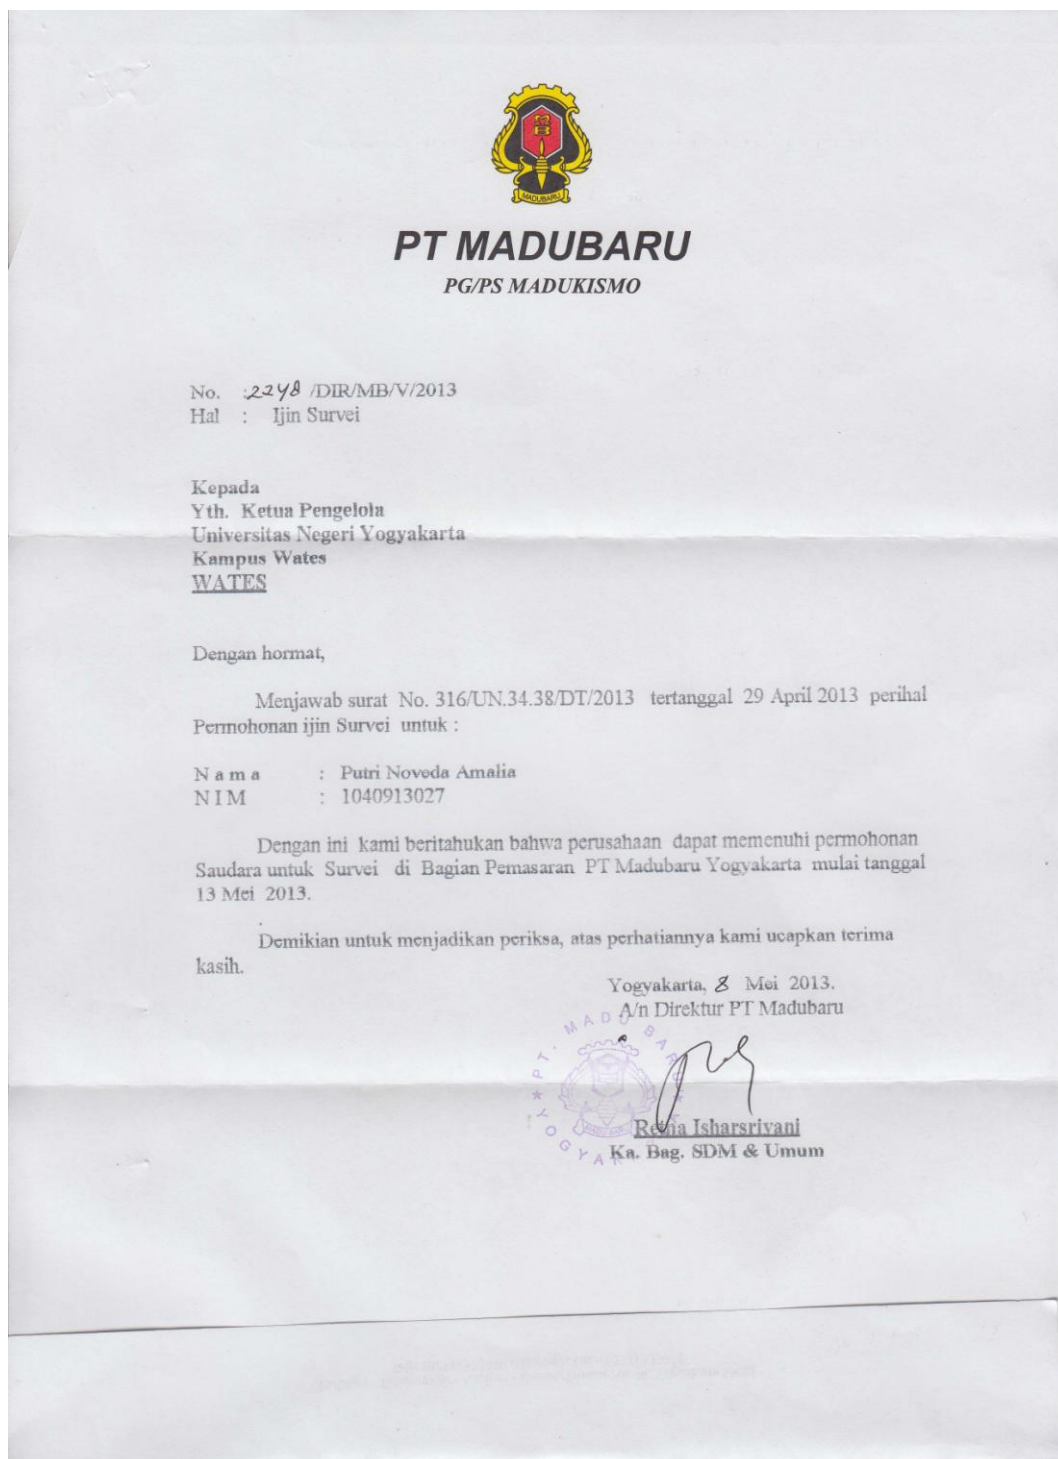 MADUBARU
PT MADUBARU
PG/PS MADUKISMO
No. :2248 /DIR/MB/V/2013
Hal : Ijin Survei
Kepada
Yth. Ketua Pengelola
Universitas Negeri Yogyakarta
Kampus Wates
WATES
Dengan hormat,
Menjawab surat No. 316/UN.34.38/DT/2013 tertanggal 29 April 2013 perihal
Permohonan ijin Survei untuk :
N a m a : Putri Noveda Amalia
N I M : 1040913027
Dengan ini kami beritahukan bahwa perusahaan dapat memenuhi permohonan
Saudara untuk Survei di Bagian Pemasaran PT Madubaru Yogyakarta mulai tanggal
13 Mei 2013.
Demikian untuk menjadikan periksa, atas perhatiannya kami ucapkan terima
kasih.
Yogyakarta, 8 Mei 2013.
A/n Direktur PT Madubaru
PT. MADU BARU
Retna Isharsriyani
Ka. Bag. SDM & Umum